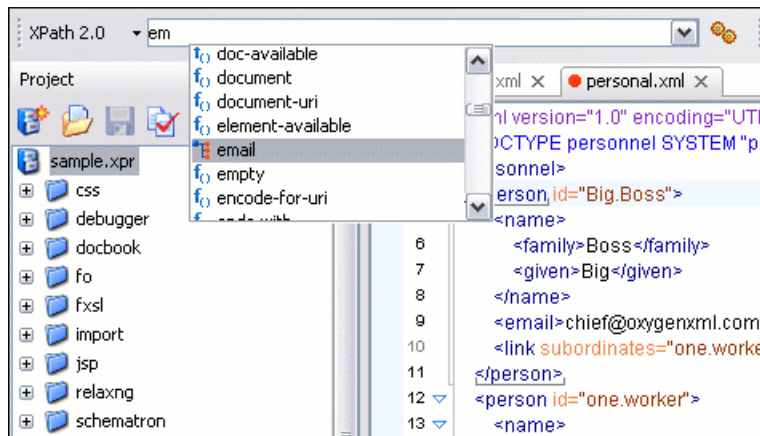 XPath 2.0 em
doc-available
document
document-uri
element-available
email
empty
encode-for-uri
Project
sample.xpr
css
debugger
docbook
fo
fxsl
import
jsp
relaxng
schematron
xml
personal.xml
ml version="1.0" encoding="UT
OCTYPE personnel SYSTEM "p
sonnel>
erson id="Big.Boss">
<name>
6 <family>Boss</family>
7 <given>Big</given>
8 </name>
9 <email>chief@oxygenxml.com
10 <link subordinates="one.worke
11 </person>
12 <person id="one.worker">
13 <name>